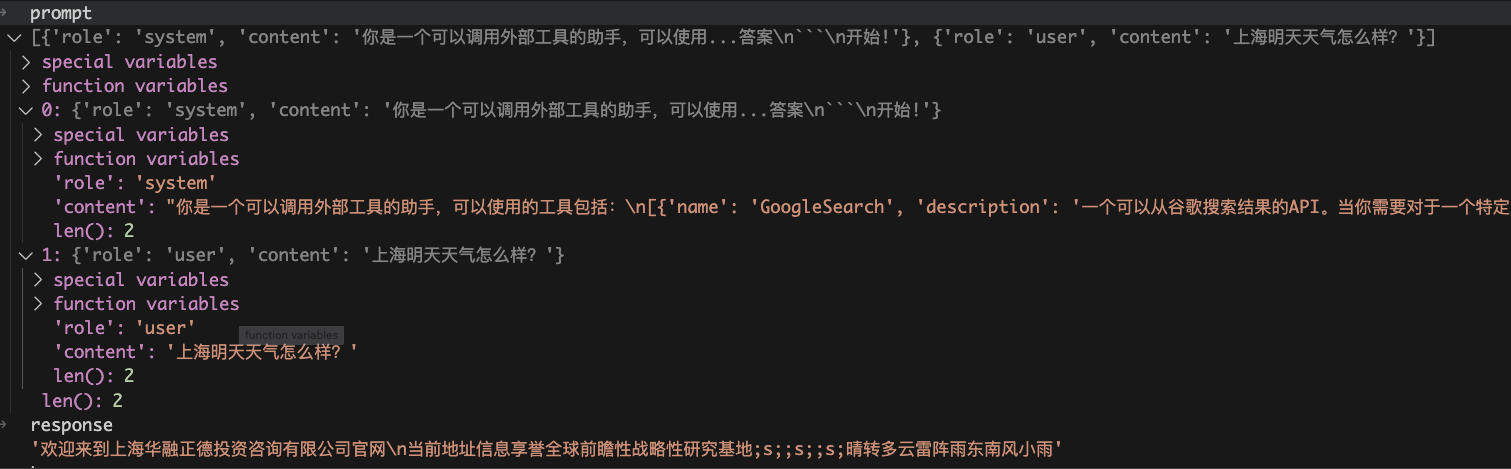 prompt
[{'role': 'system', 'content': '你是一个可以调用外部工具的助手，可以使用...答案\n```\n开始!'}, {'role': 'user', 'content': '上海明天天气怎么样？'}]
special variables
function variables
0: {'role': 'system', 'content': '你是一个可以调用外部工具的助手，可以使用...答案\n```\n开始!'}
special variables
function variables
'role': 'system'
'content': "你是一个可以调用外部工具的助手，可以使用的工具包括：\n[{'name': 'GoogleSearch', 'description': '一个可以从谷歌搜索结果的API。当你需要对于一个特定
len(): 2
1: {'role': 'user', 'content': '上海明天天气怎么样？'}
special variables
function variables
'role': 'user'
function variables
'content': '上海明天天气怎么样？'
len(): 2
len(): 2
response
'欢迎来到上海华融正德投资咨询有限公司官网\n当前地址信息享誉全球前瞻性战略性研究基地;s;;s;;s;晴转多云雷阵雨东南风小雨'